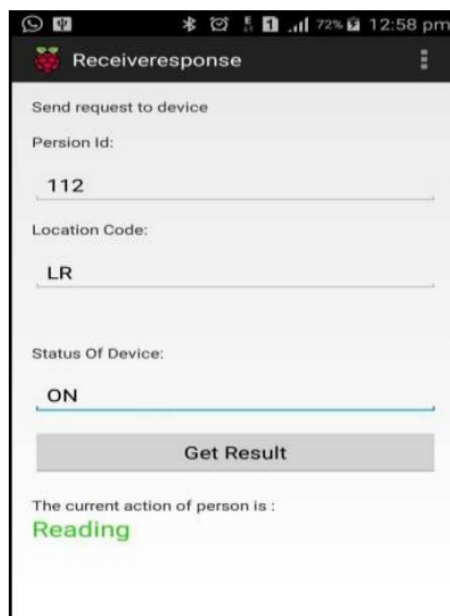 1 72% 12:58 pm
Receiveresponse
Send request to device
Persion Id:
112
Location Code:
LR
Status Of Device:
ON
Get Result
The current action of person is :
Reading